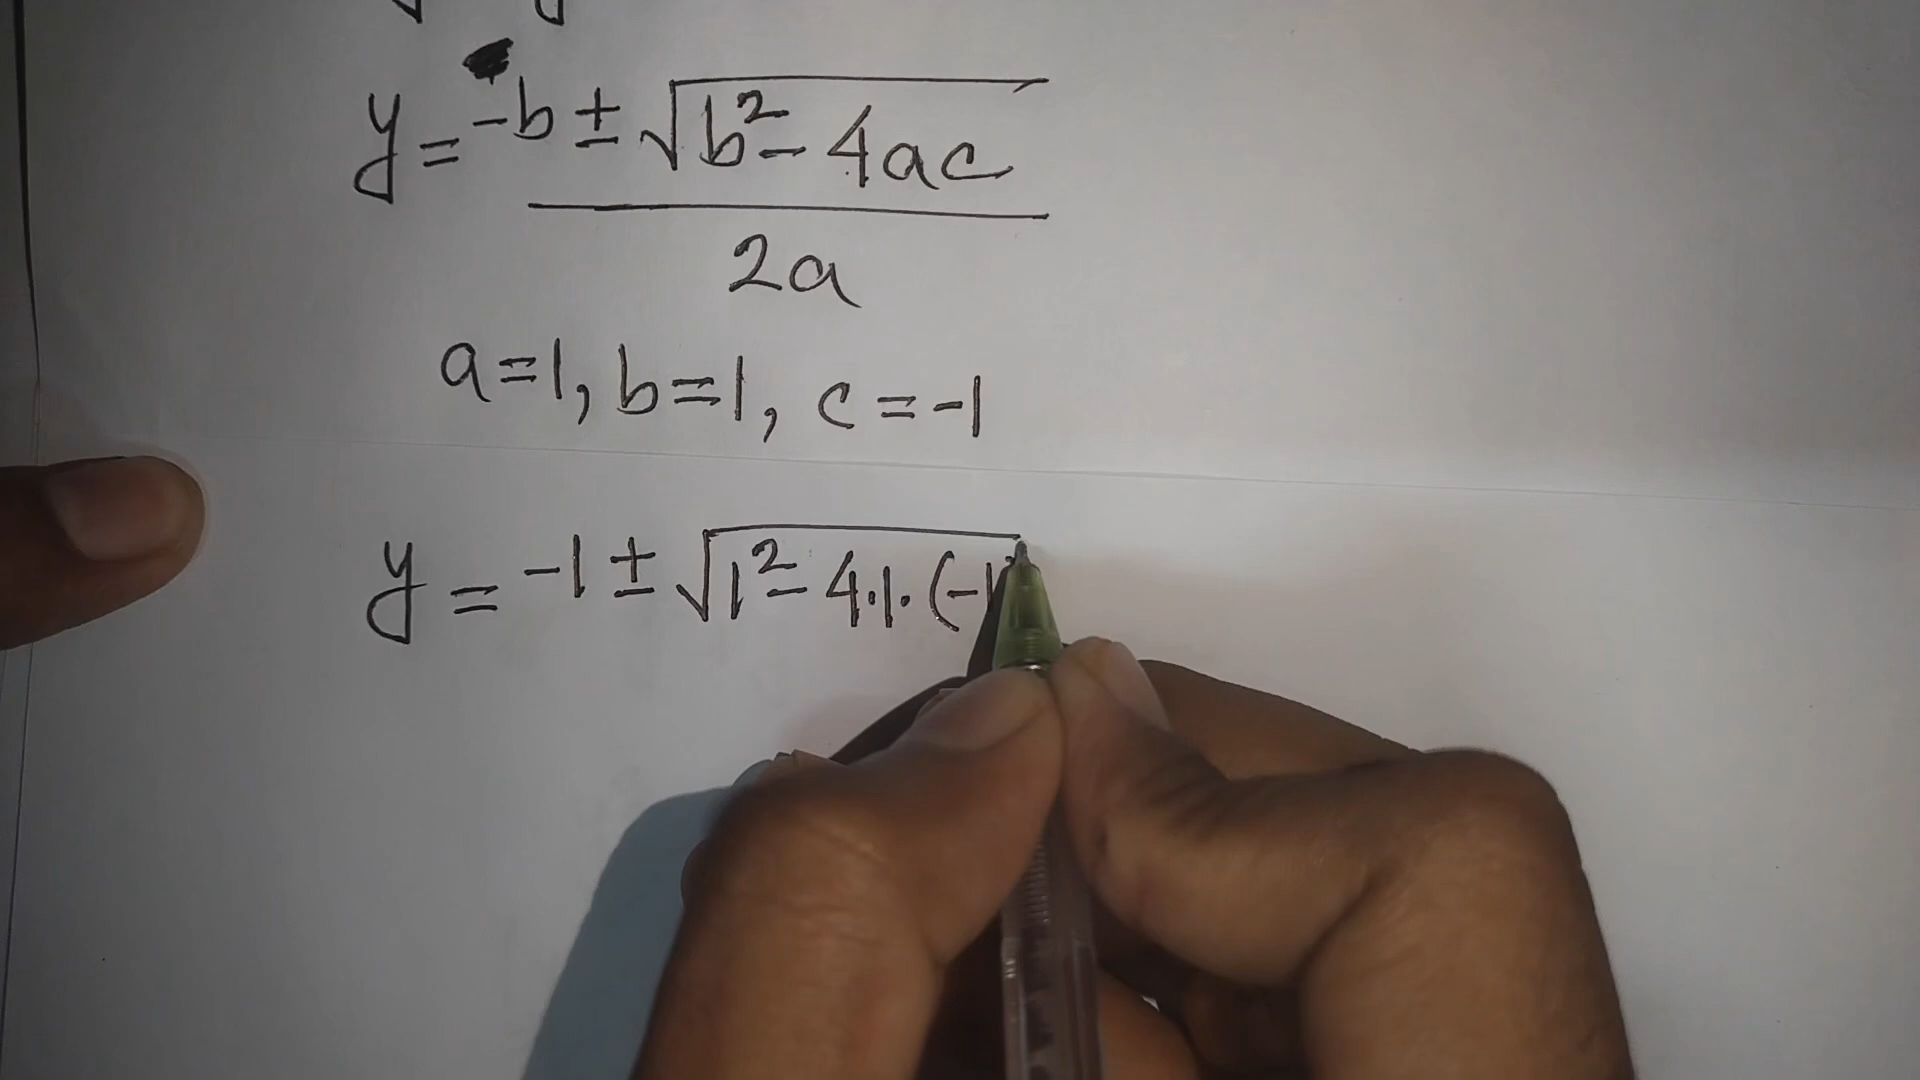 y = -b ± √b² - 4ac
2a
a = 1, b = 1, c = -1
y = -1 ± √1² - 4.1. (-1